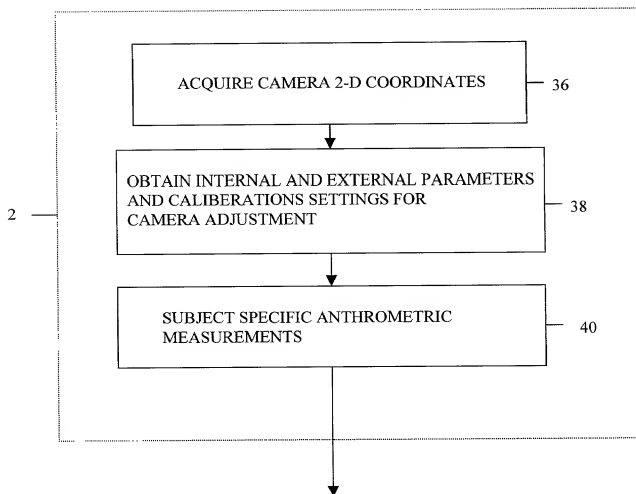 ACQUIRE CAMERA 2-D COORDINATES
36
OBTAIN INTERNAL AND EXTERNAL PARAMETERS
AND CALIBERATIONS SETTINGS FOR
CAMERA ADJUSTMENT
38
2
SUBJECT SPECIFIC ANTHROMETRIC
MEASUREMENTS
40